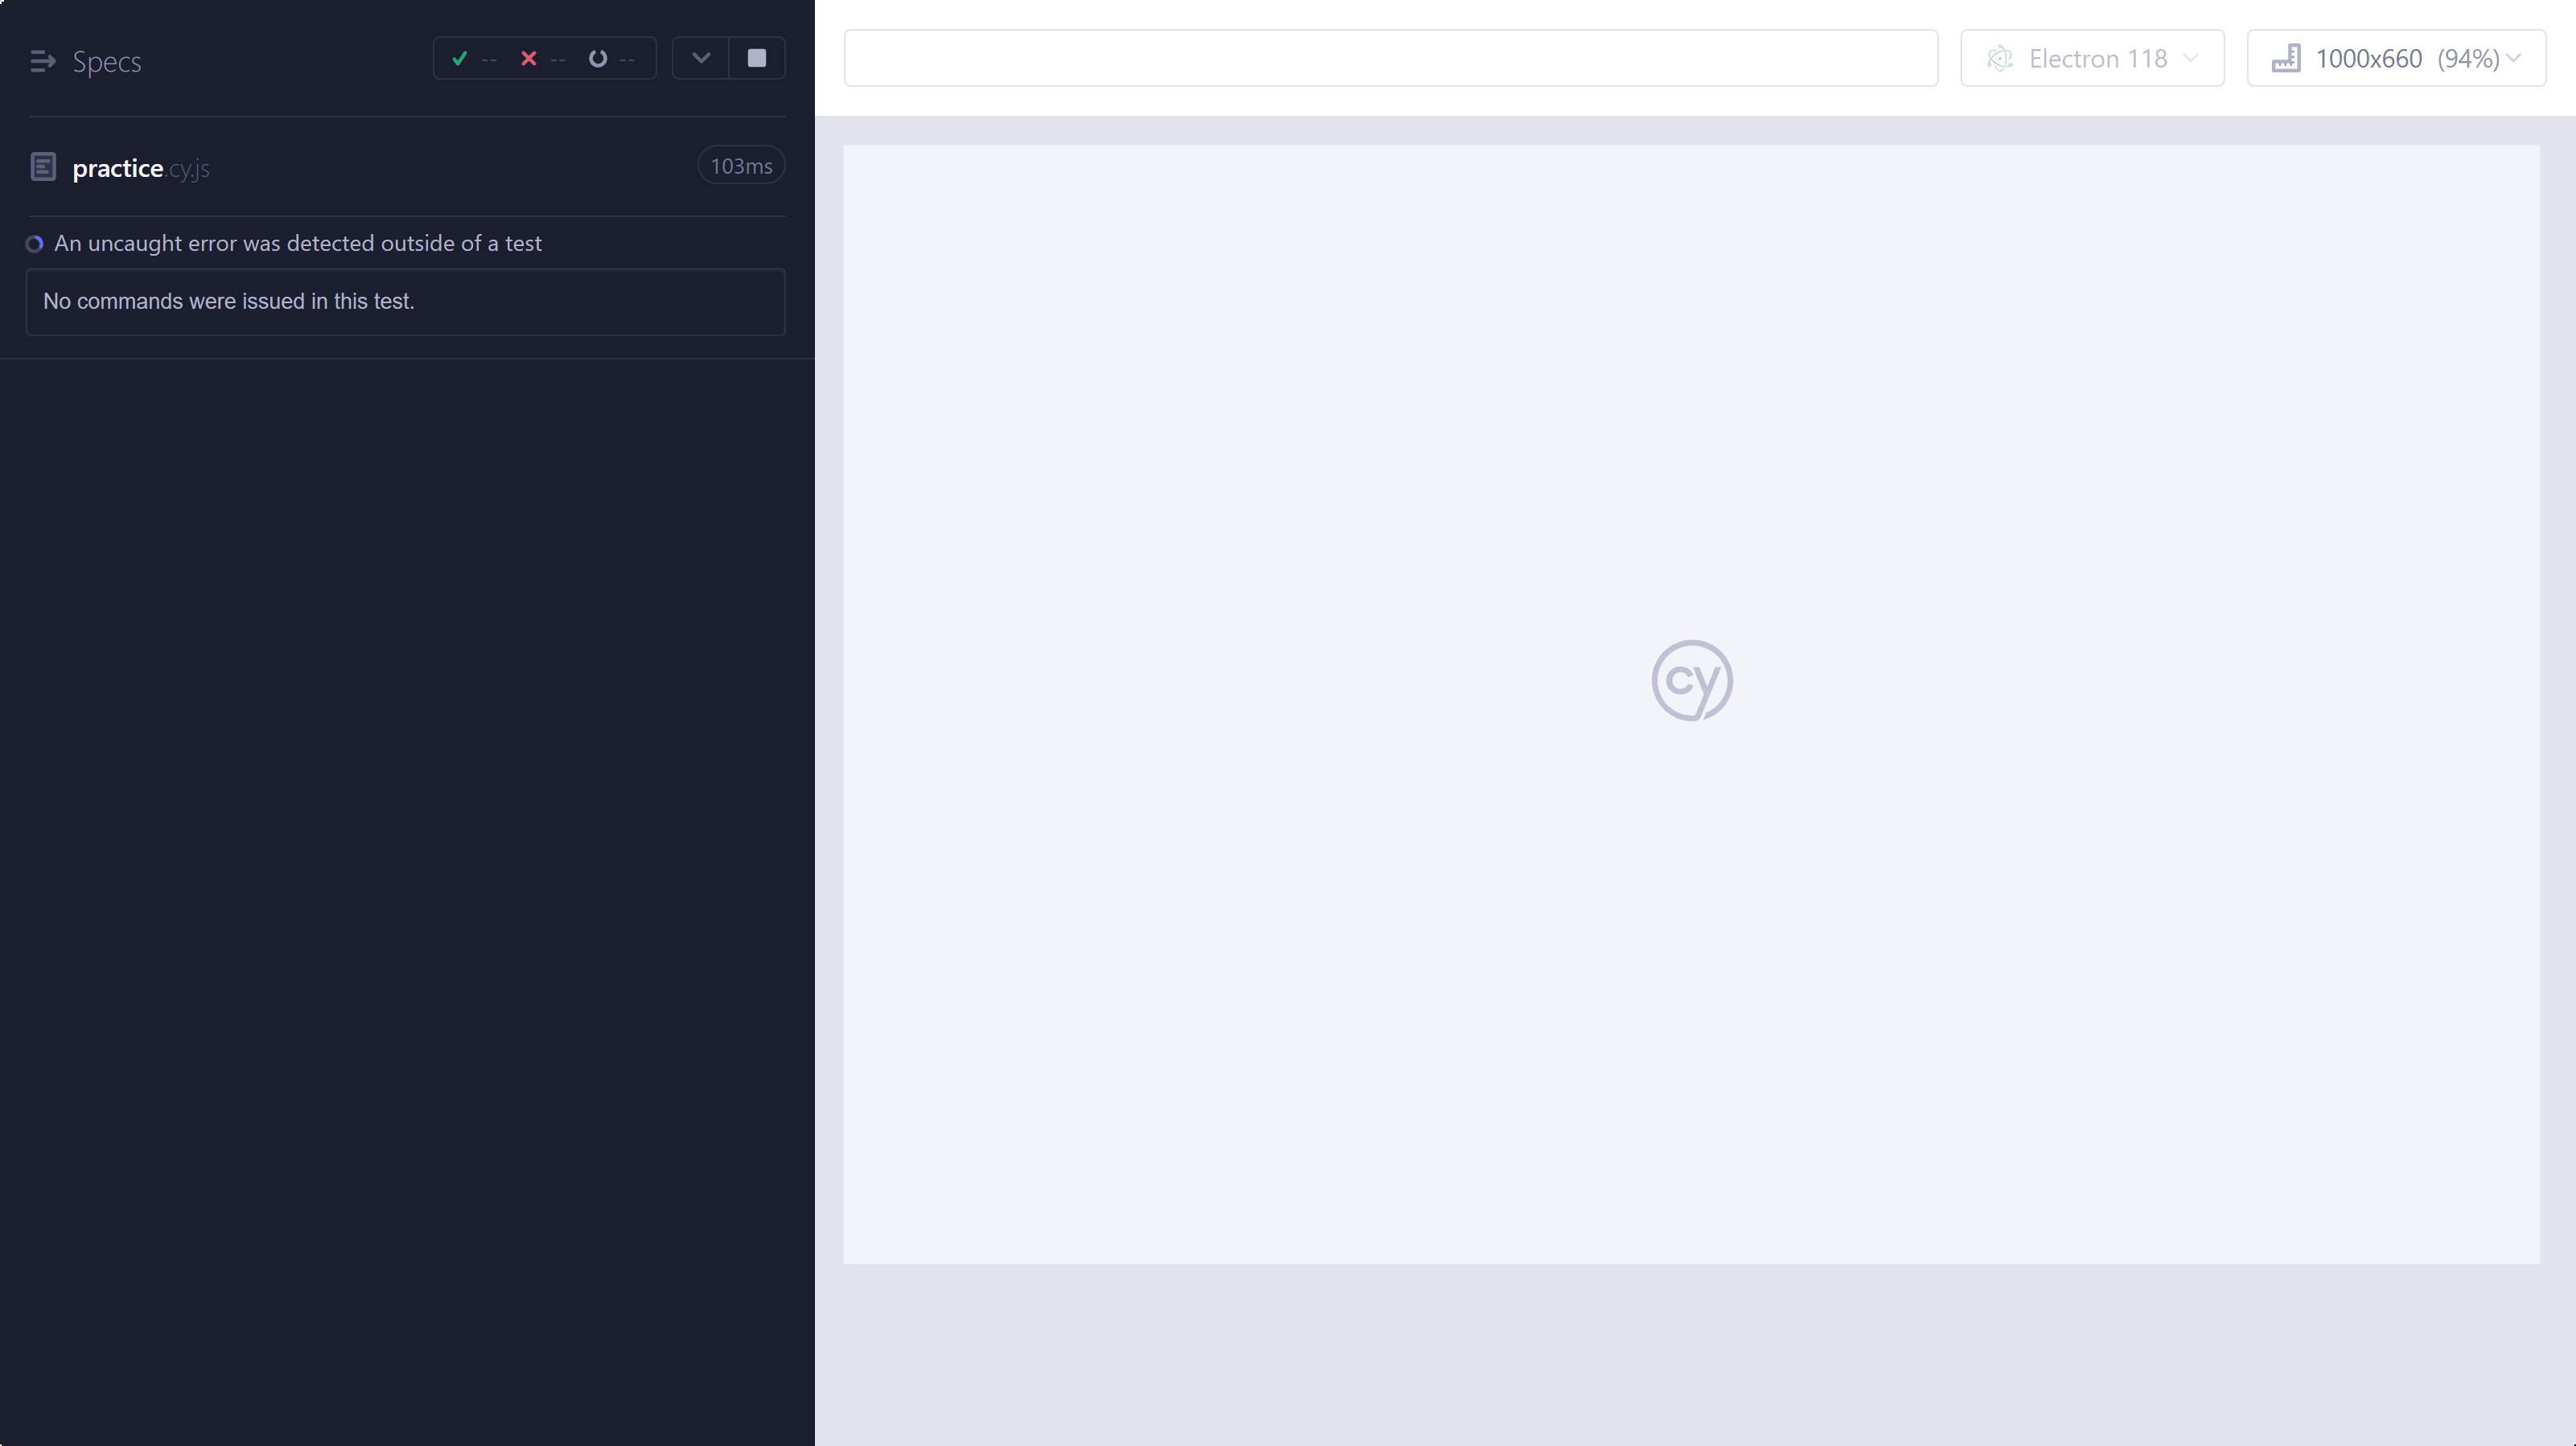 Specs
-- -- --
practice.cy.js
103ms
An uncaught error was detected outside of a test
No commands were issued in this test.
Electron 118
1000x660 (94%)
cy